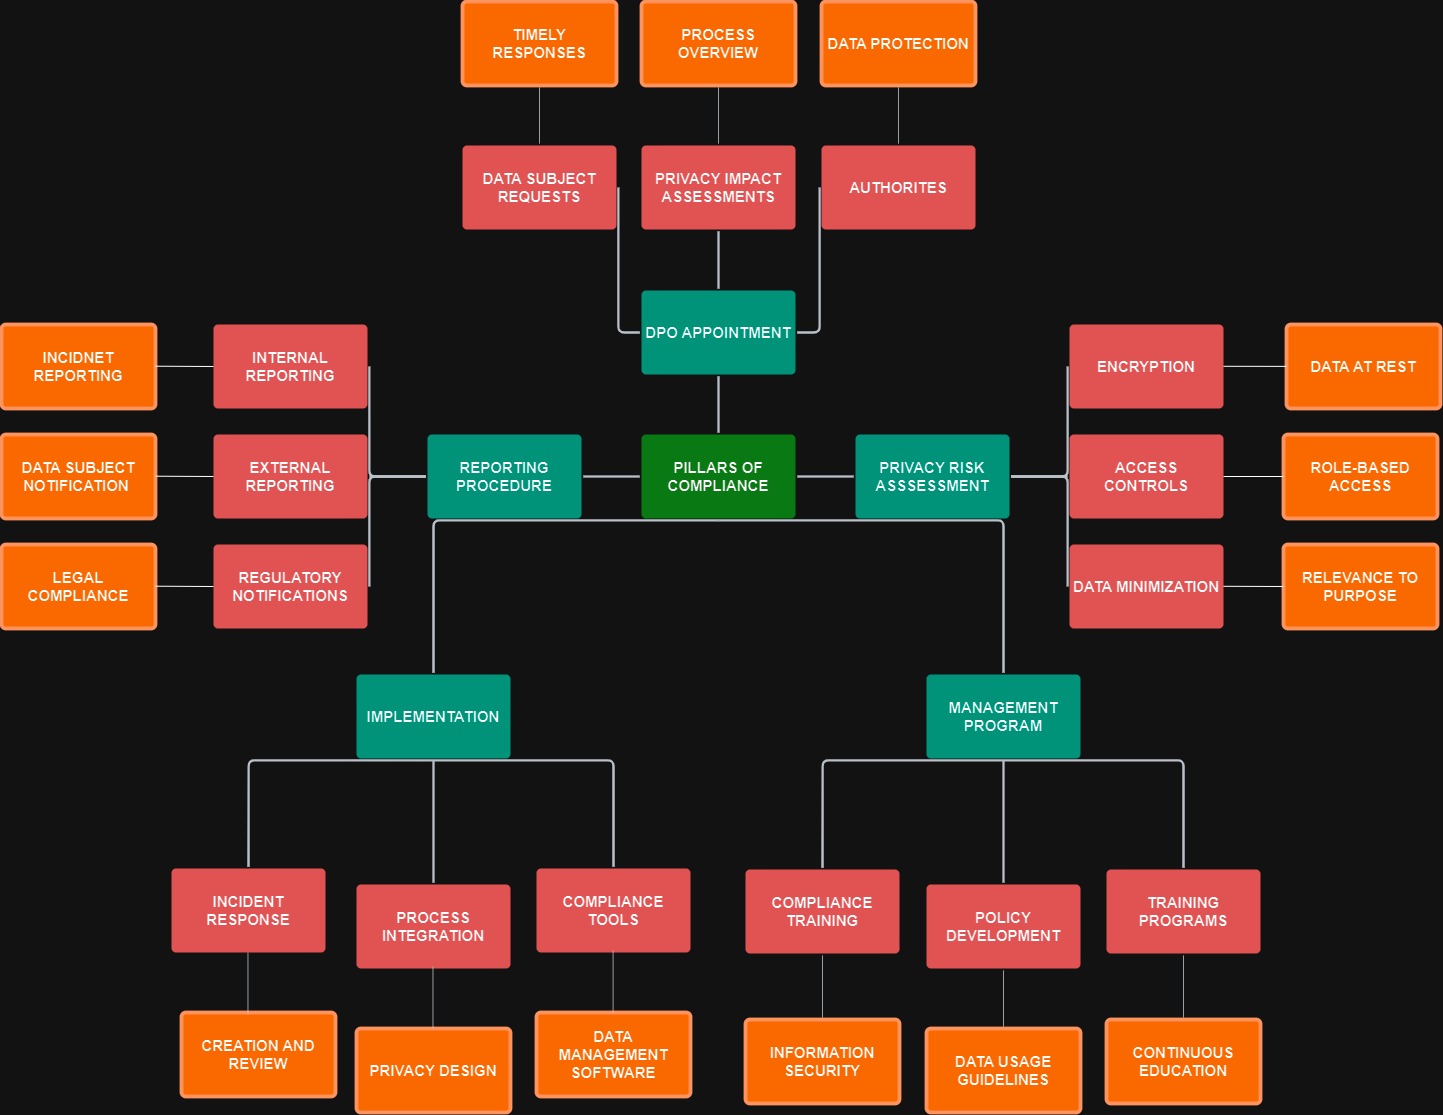 TIMELY
RESPONSES
PROCESS
OVERVIEW
DATA PROTECTION
DATA SUBJECT
REQUESTS
PRIVACY IMPACT
ASSESSMENTS
AUTHORITES
DPO APPOINTMENT
INCIDNET
REPORTING
INTERNAL
REPORTING
ENCRYPTION
DATA AT REST
DATA SUBJECT
NOTIFICATION
EXTERNAL
REPORTING
REPORTING
PROCEDURE
PILLARS OF
COMPLIANCE
PRIVACY RISK
ASSSESSMENT
ACCESS
CONTROLS
ROLE-BASED
ACCESS
LEGAL
COMPLIANCE
REGULATORY
NOTIFICATIONS
DATA MINIMIZATION
RELEVANCE TO
PURPOSE
IMPLEMENTATION
MANAGEMENT
PROGRAM
INCIDENT
RESPONSE
PROCESS
INTEGRATION
COMPLIANCE
TOOLS
COMPLIANCE
TRAINING
POLICY
DEVELOPMENT
TRAINING
PROGRAMS
CREATION AND
REVIEW
PRIVACY DESIGN
DATA
MANAGEMENT
SOFTWARE
INFORMATION
SECURITY
DATA USAGE
GUIDELINES
CONTINUOUS
EDUCATION